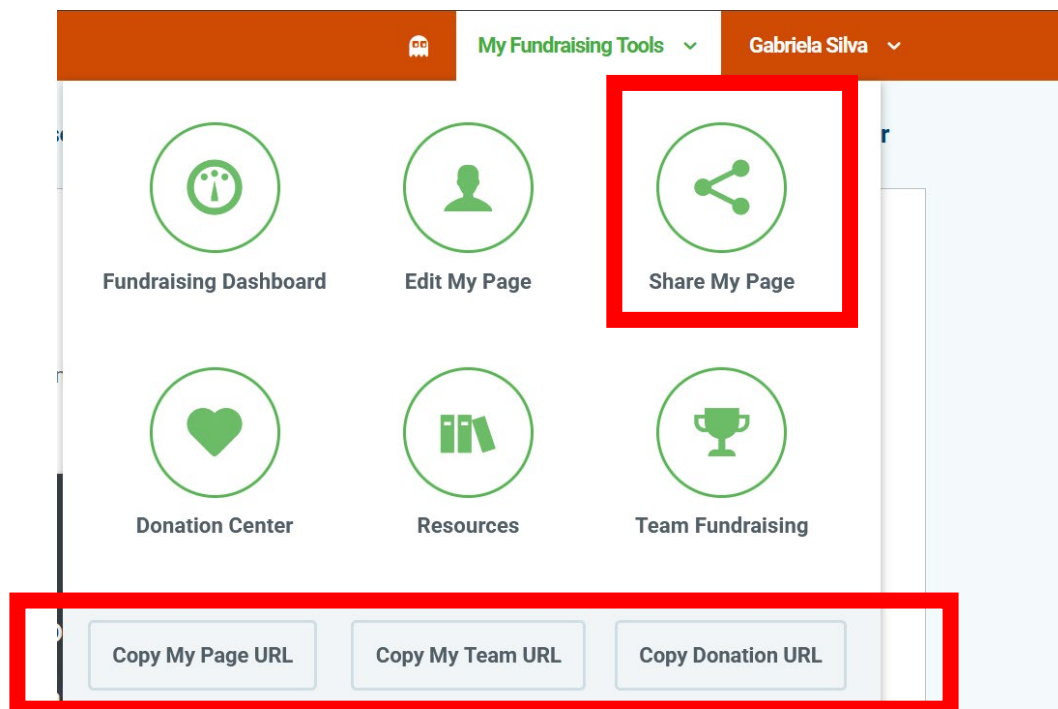 My Fundraising Tools
Gabriela Silva
r
Fundraising Dashboard
Edit My Page
Share My Page
Donation Center
Resources
Team Fundraising
Copy My Page URL
Copy My Team URL
Copy Donation URL